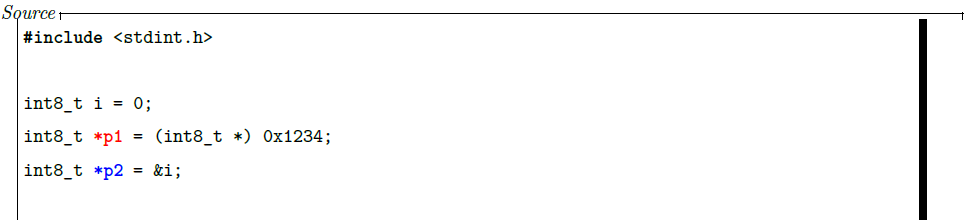 Source
#include <stdint.h>
int8_t i = 0;
int8_t *p1 = (int8_t *) 0x1234;
int8_t *p2 = &i;